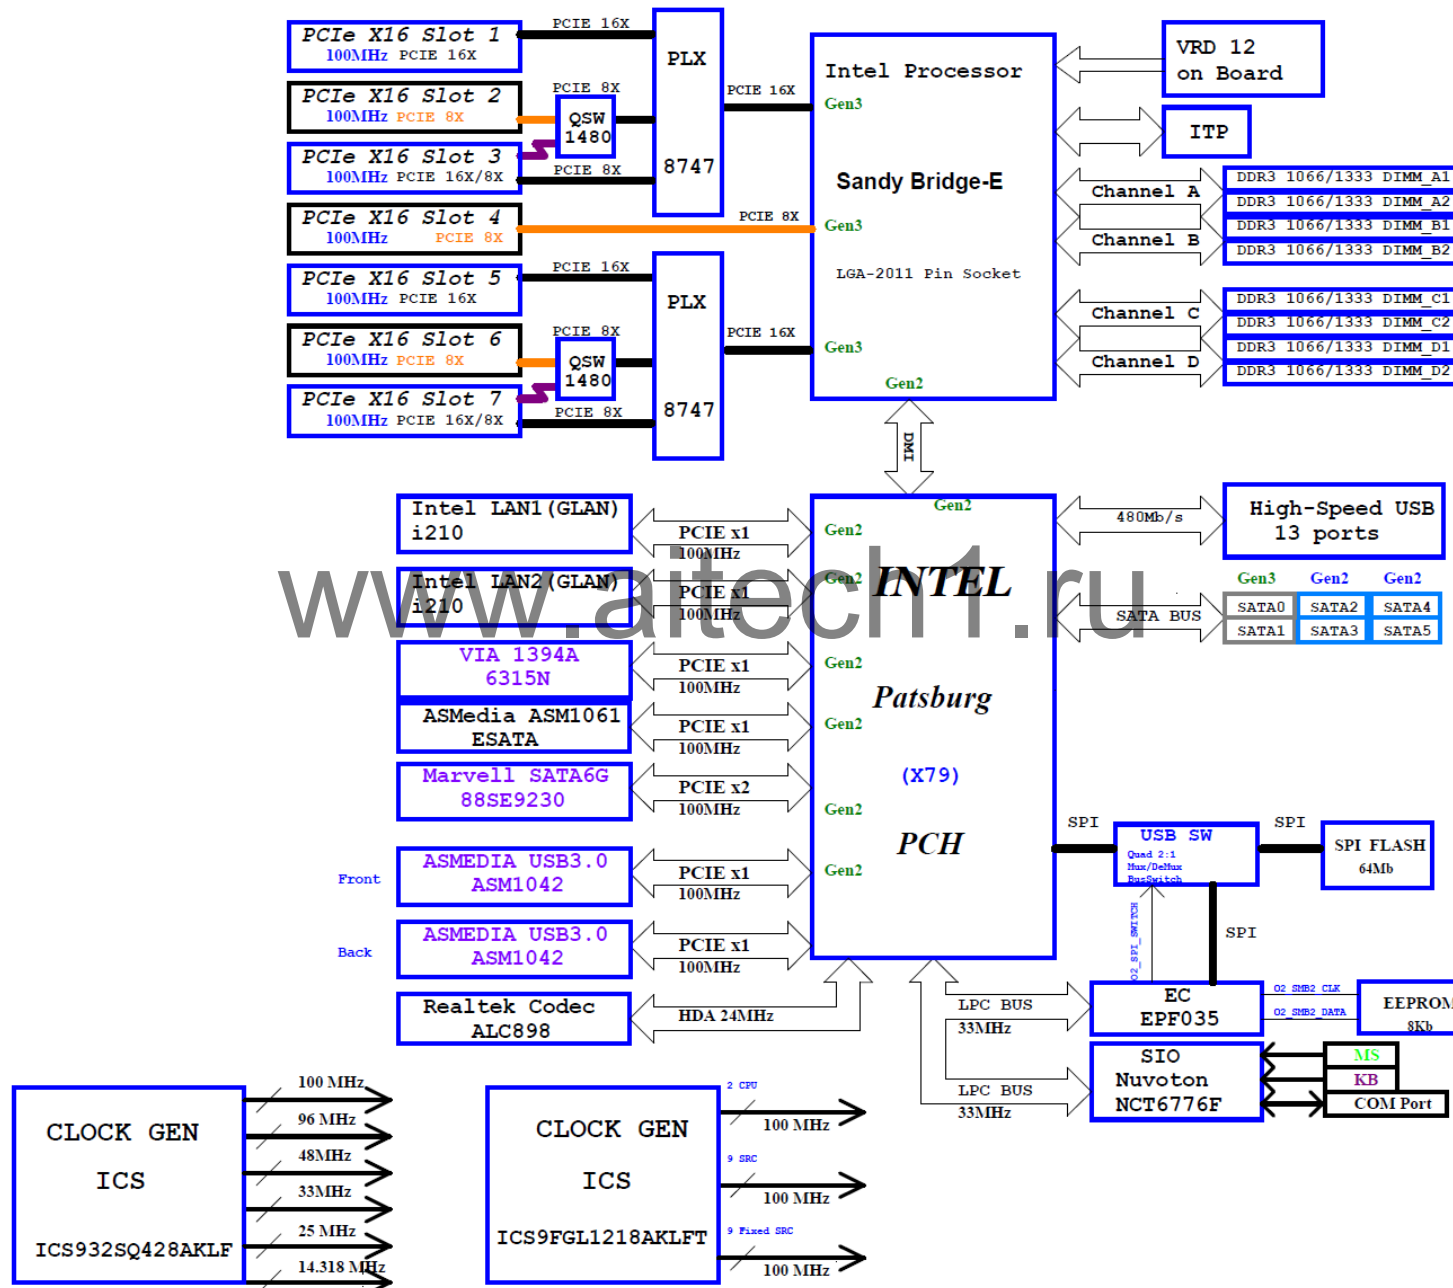 PCIe X16 Slot 1
100MHz PCIE 16X
PCIE 16X
PCIe X16 Slot 2
100MHz PCIE 8X
PCIE 8X
QSW
1480
PCIe X16 Slot 3
100MHz PCIE 16X/8X
PCIE 8X
PLX
8747
PCIE 16X
PCIe X16 Slot 4
100MHz PCIE 8X
PCIE 8X
PCIe X16 Slot 5
100MHz PCIE 16X
PCIE 16X
PCIe X16 Slot 6
100MHz PCIE 8X
PCIE 8X
QSW
1480
PCIe X16 Slot 7
100MHz PCIE 16X/8X
PCIE 8X
PLX
8747
PCIE 16X
Intel Processor
Gen3
Sandy Bridge-E
Gen3
LGA-2011 Pin Socket
Gen3
Gen2
VRD 12
on Board
ITP
Channel A
Channel B
Channel C
Channel D
DDR3 1066/1333 DIMM_A1
DDR3 1066/1333 DIMM_A2
DDR3 1066/1333 DIMM_B1
DDR3 1066/1333 DIMM_B2
DDR3 1066/1333 DIMM_C1
DDR3 1066/1333 DIMM_C2
DDR3 1066/1333 DIMM_D1
DDR3 1066/1333 DIMM_D2
DMI
Intel LAN1(GLAN)
i210
PCIE x1
100MHz
Intel LAN2(GLAN)
i210
PCIE x1
100MHz
VIA 1394A
6315N
PCIE x1
100MHz
ASMedia ASM1061
ESATA
PCIE x1
100MHz
Marvell SATA6G
88SE9230
PCIE x2
100MHz
Front
ASMEDIA USB3.0
ASM1042
PCIE x1
100MHz
Back
ASMEDIA USB3.0
ASM1042
PCIE x1
100MHz
Realtek Codec
ALC898
HDA 24MHz
Gen2
Gen2
Gen2
Gen2
Gen2
Gen2
Gen2
INTEL
Patsburg
(X79)
PCH
www.aitech1.ru
480Mb/s
High-Speed USB
13 ports
SATA BUS
Gen3 Gen2 Gen2
SATA0 SATA2 SATA4
SATA1 SATA3 SATA5
SPI
USB SW
Quad 2:1
Mux/DeMux
BusSwitch
SPI
SPI FLASH
64Mb
O2_SPI_SWITCH
SPI
LPC BUS
33MHz
EC
EPF035
O2_SMB2_CLK
O2_SMB2_DATA
EEPROM
8Kb
LPC BUS
33MHz
SIO
Nuvoton
NCT6776F
MS
KB
COM Port
CLOCK GEN
ICS
ICS932SQ428AKLF
100 MHz
96 MHz
48MHz
33MHz
25 MHz
14.318 MHz
CLOCK GEN
ICS
ICS9FGL1218AKLFT
2 CPU
100 MHz
9 SRC
100 MHz
9 Fixed SRC
100 MHz